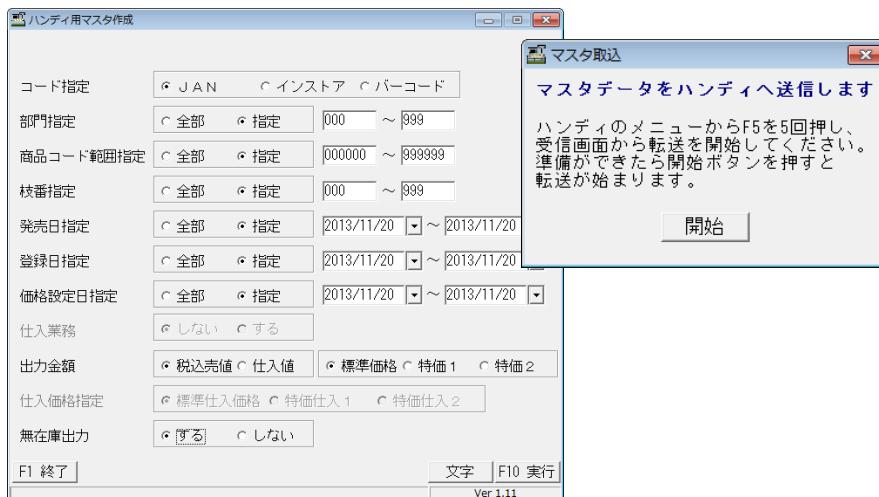 ハンディ用マスタ作成
コード指定 JAN インストア バーコード
部門指定 全部 指定 000 ～ 999
商品コード範囲指定 全部 指定 000000 ～ 999999
枝番指定 全部 指定 000 ～ 999
発売日指定 全部 指定 2013/11/20 ～ 2013/11/20
登録日指定 全部 指定 2013/11/20 ～ 2013/11/20
価格設定日指定 全部 指定 2013/11/20 ～ 2013/11/20
仕入業務 しない する
出力金額 税込売値 仕入値 標準価格 特価1 特価2
仕入価格指定 標準仕入価格 特価仕入1 特価仕入2
無在庫出力 する しない
F1 終了 文字 F10 実行
Ver 1.11
マスタ取込
マスタデータをハンディへ送信します
ハンディのメニューからF5を5回押し、
受信画面から転送を開始してください。
準備ができたら開始ボタンを押すと
転送が始まります。
開始